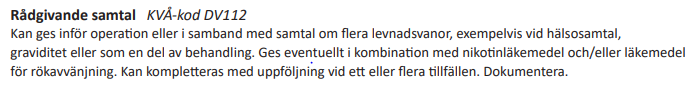 Rådgivande samtal KVÅ-kod DV112
Kan ges inför operation eller i samband med samtal om flera levnadsvanor, exempelvis vid hälsosamtal,
graviditet eller som en del av behandling. Ges eventuellt i kombination med nikotinläkemedel och/eller läkemedel
för rökavvänjning. Kan kompletteras med uppföljning vid ett eller flera tillfällen. Dokumentera.